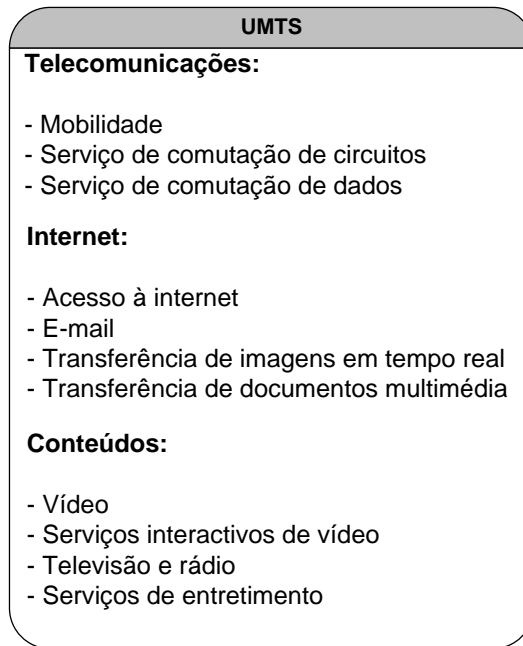 UMTS
Telecomunicações:
- Mobilidade
- Serviço de comutação de circuitos
- Serviço de comutação de dados
Internet:
- Acesso à internet
- E-mail
- Transferência de imagens em tempo real
- Transferência de documentos multimédia
Conteúdos:
- Vídeo
- Serviços interactivos de vídeo
- Televisão e rádio
- Serviços de entretimento